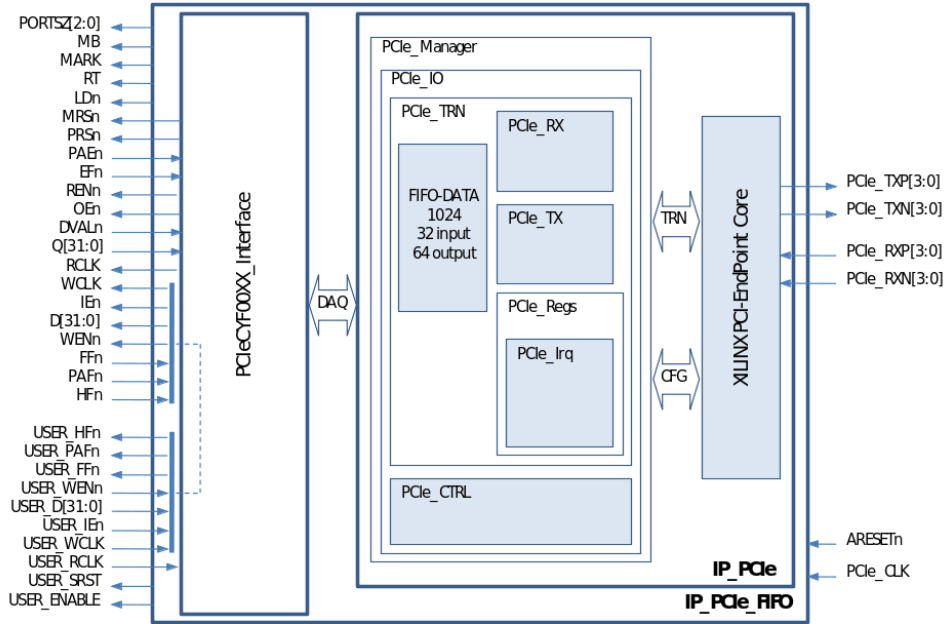 PORTSZ[2:0]
MB
MARK
RT
LDn
MRSn
PRSn
PAEn
EFn
RENn
OEn
DVALn
Q[31:0]
RCLK
WCLK
IEn
D[31:0]
WENn
FFn
PAFn
HFn
USER_HFn
USER_PAFn
USER_FFn
USER_WENn
USER_D[31:0]
USER_IEn
USER_WCLK
USER_RCLK
USER_SRST
USER_ENABLE
PCIeCYF00XX_Interface
DAQ
PCIe_Manager
PCIe_IO
PCIe_TRN
FIFO-DATA
1024
32 input
64 output
PCIe_RX
PCIe_TX
PCIe_Regs
PCIe_Irq
PCIe_CTRL
TRN
CFG
XILINX PCI-EndPoint Core
IP_PCIe
IP_PCIe_FIFO
PCIe_TXP[3:0]
PCIe_TXN[3:0]
PCIe_RXP[3:0]
PCIe_RXN[3:0]
ARESETn
PCIe_CLK